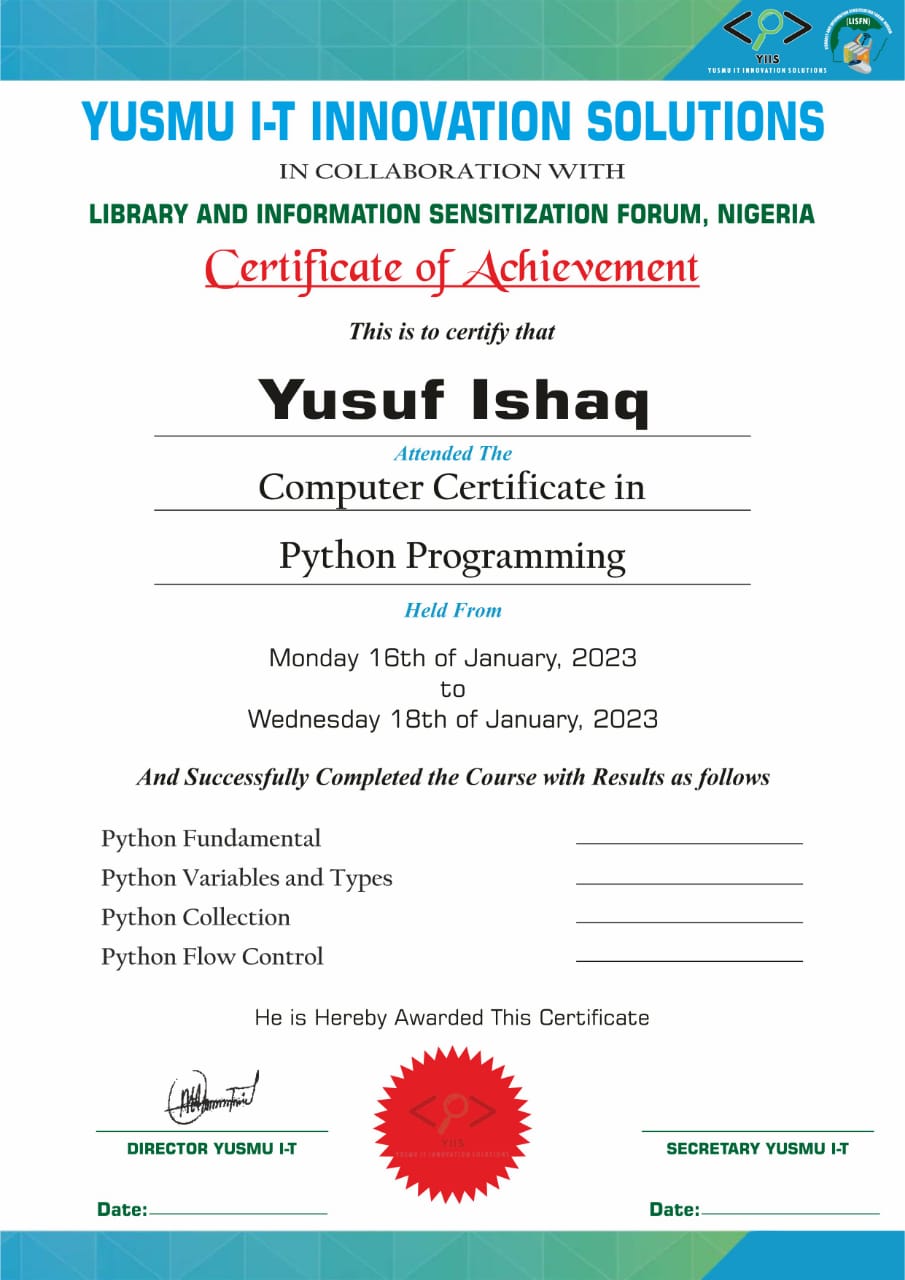 YIIS
YUSMU IT INNOVATION SOLUTIONS
(LISFN)
YUSMU I-T INNOVATION SOLUTIONS
IN COLLABORATION WITH
LIBRARY AND INFORMATION SENSITIZATION FORUM, NIGERIA
Certificate of Achievement
This is to certify that
Yusuf Ishaq
Attended The
Computer Certificate in
Python Programming
Held From
Monday 16th of January, 2023
to
Wednesday 18th of January, 2023
And Successfully Completed the Course with Results as follows
Python Fundamental
Python Variables and Types
Python Collection
Python Flow Control
He is Hereby Awarded This Certificate
YIIS
YUSMU IT INNOVATION SOLUTIONS
DIRECTOR YUSMU I-T
SECRETARY YUSMU I-T
Date:
Date: